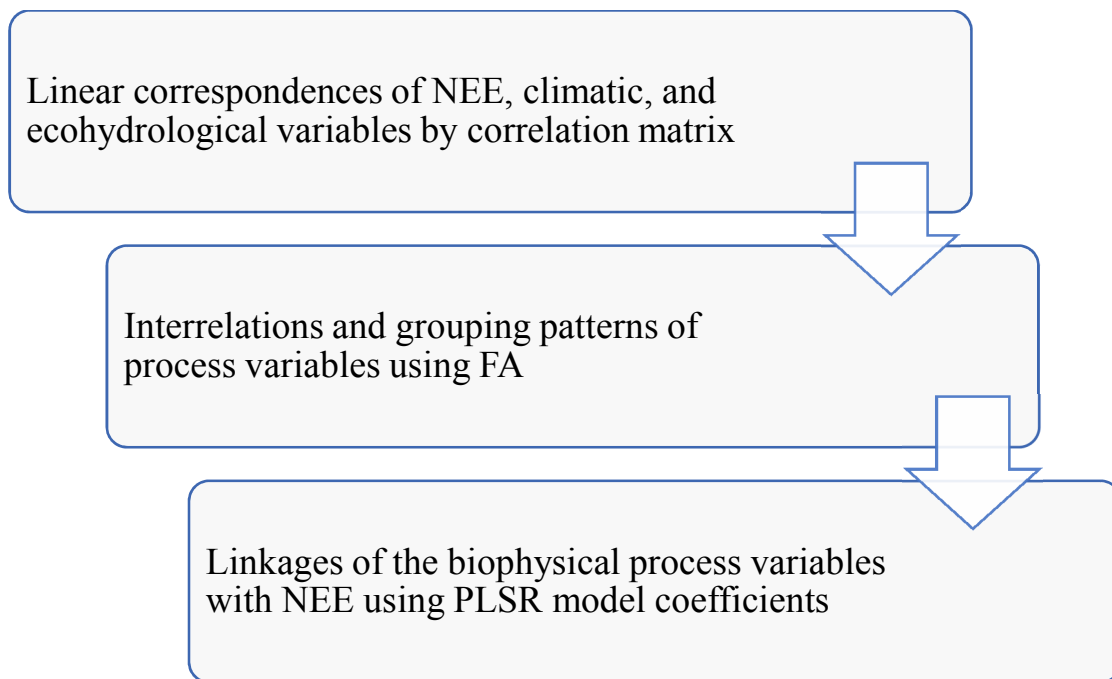 Linear correspondences of NEE, climatic, and
ecohydrological variables by correlation matrix
Interrelations and grouping patterns of
process variables using FA
Linkages of the biophysical process variables
with NEE using PLSR model coefficients